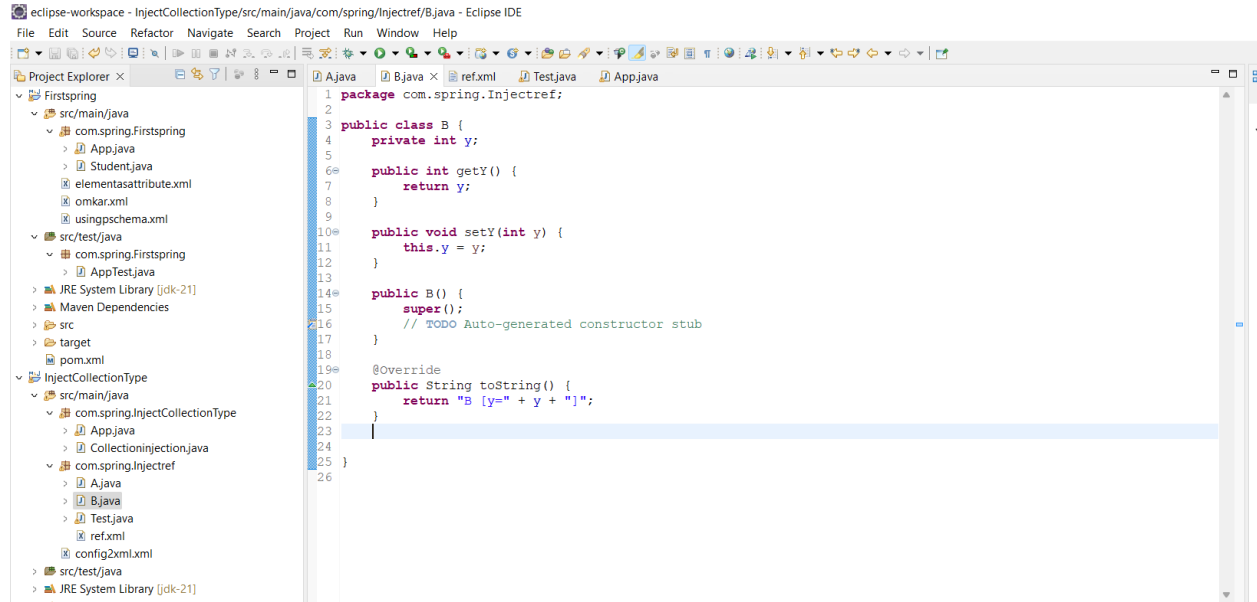 eclipse-workspace - InjectCollectionType/src/main/java/com/spring/Injectref/B.java - Eclipse IDE
File Edit Source Refactor Navigate Search Project Run Window Help
Project Explorer
Firstspring
src/main/java
com.spring.Firstspring
App.java
Student.java
elementasattribute.xml
omkar.xml
usingpschema.xml
src/test/java
com.spring.Firstspring
AppTest.java
JRE System Library [jdk-21]
Maven Dependencies
src
target
pom.xml
InjectCollectionType
src/main/java
com.spring.InjectCollectionType
App.java
Collectioninjection.java
com.spring.Injectref
A.java
B.java
Test.java
ref.xml
config2xml.xml
src/test/java
JRE System Library [jdk-21]
A.java B.java ref.xml Test.java App.java
1 package com.spring.Injectref;
2
3 public class B {
4 private int y;
5
6 public int getY() {
7 return y;
8 }
9
10 public void setY(int y) {
11 this.y = y;
12 }
13
14 public B() {
15 super();
16 // TODO Auto-generated constructor stub
17 }
18
19 @Override
20 public String toString() {
21 return "B [y=" + y + "]";
22 }
23
24
25 }
26